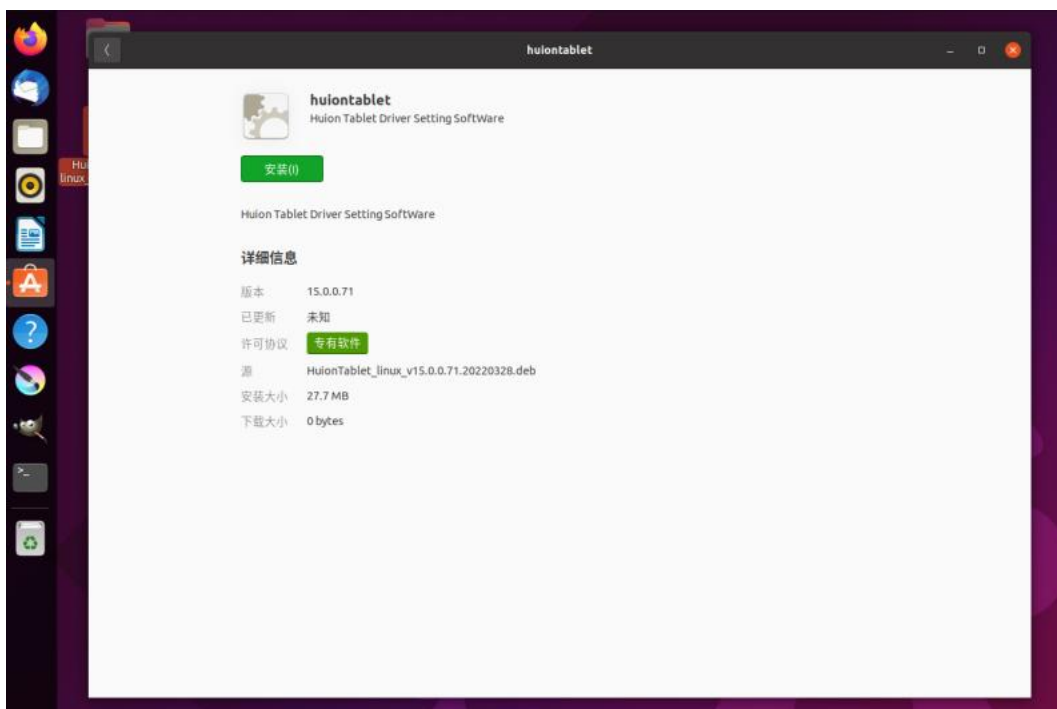 huiontablet
huiontablet
Huion Tablet Driver Setting SoftWare
安装(I)
Huion Tablet Driver Setting SoftWare
详细信息
版本 15.0.0.71
已更新 未知
许可协议 专有软件
源 HuionTablet_linux_v15.0.0.71.20220328.deb
安装大小 27.7 MB
下载大小 0 bytes
Hu
linux_